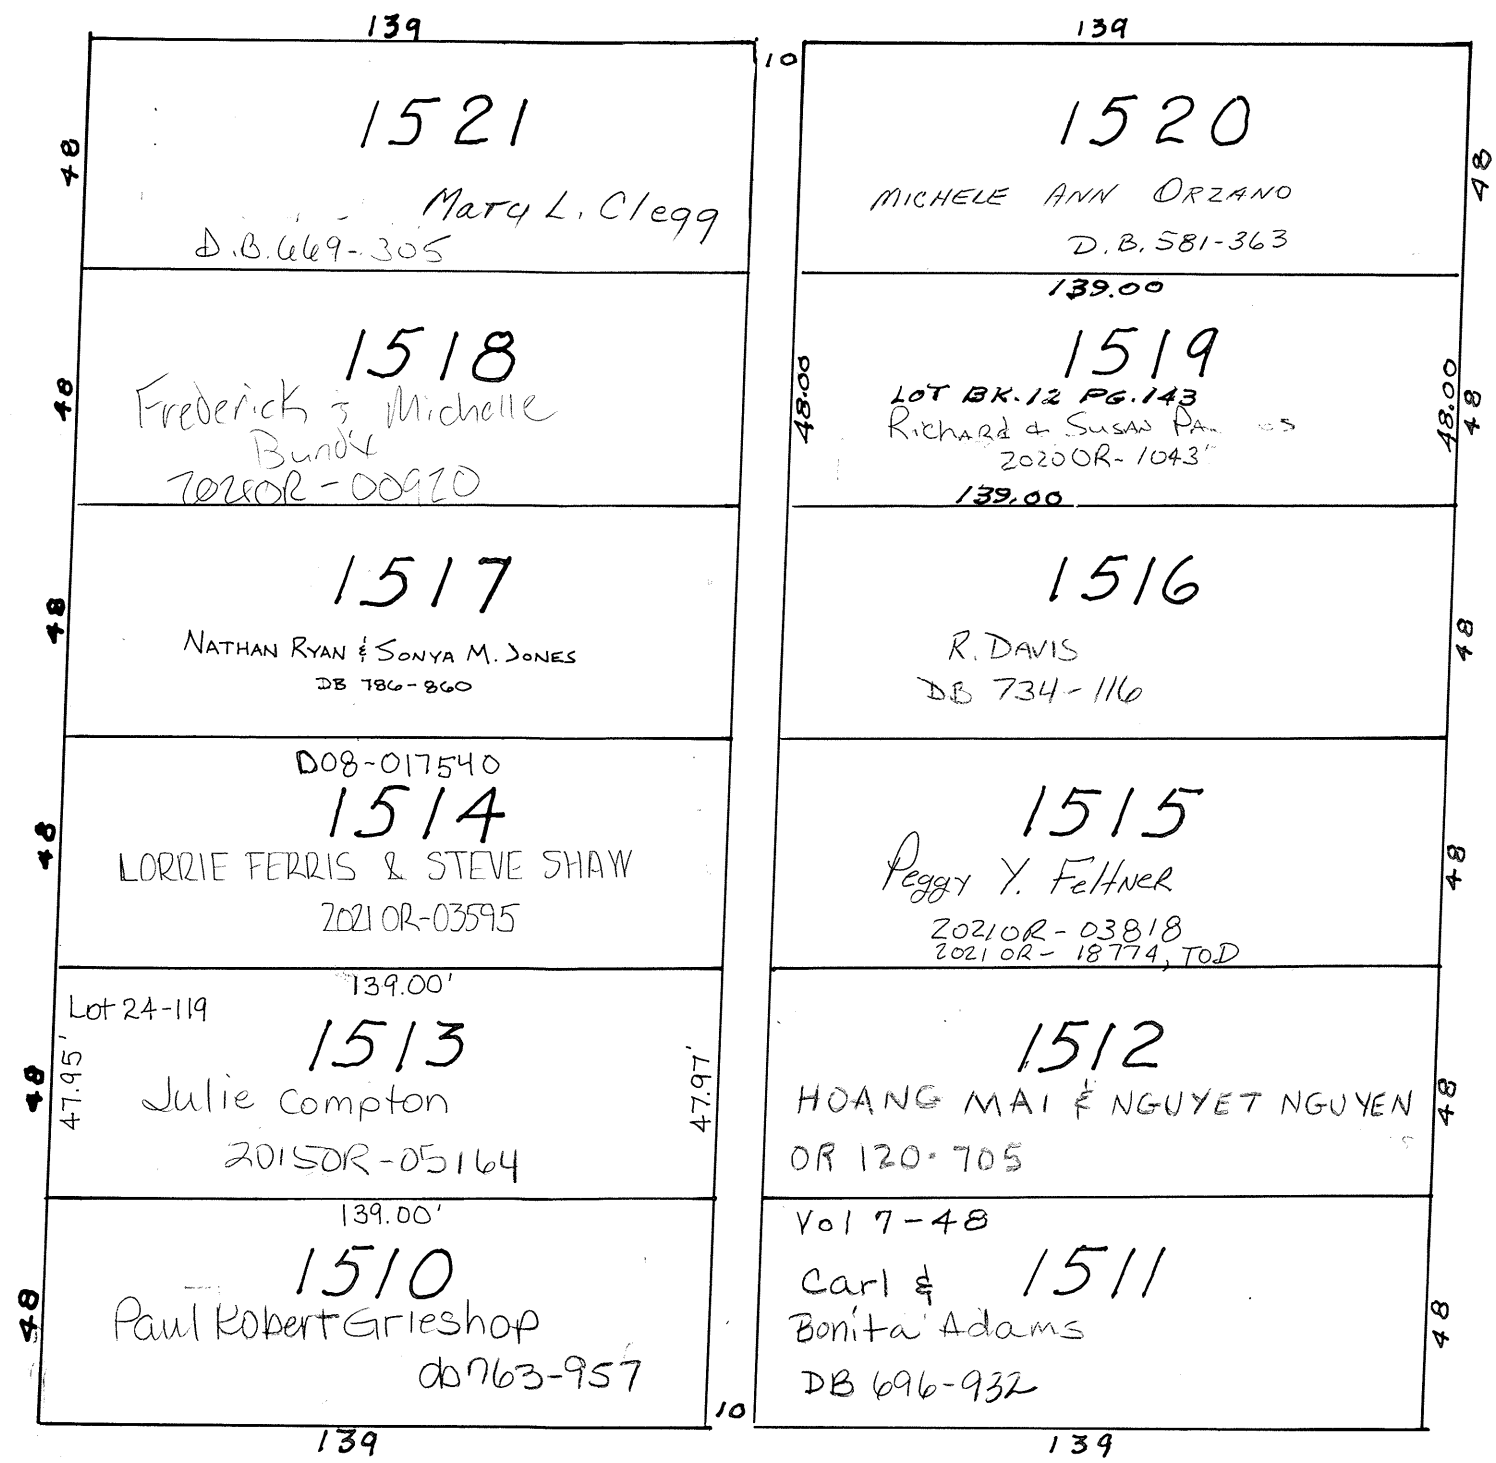 139
139
10
1521
48
Mary L. Clegg
D.B. 669-305
1520
48
MICHELE ANN ORZANO
D.B. 581-363
1518
48
Frederick & Michelle
Bundy
-00920
139.00
1519
48.00
48.00
48
LOT BK.12 PG.143
Richard & Susan
2020OR-1043
139.00
1517
48
NATHAN RYAN & SONYA M. JONES
DB 786-860
1516
48
R. DAVIS
DB 734-116
D08-017540
1514
48
LORRIE FERRIS & STEVE SHAW
2021OR-03595
1515
48
Peggy Y. Feltner
2021OR-03818
2021OR-18774, TOD
139.00'
Lot 24-119
1513
48
47.95'
47.97'
Julie Compton
2015OR-05164
1512
48
HOANG MAI & NGUYET NGUYEN
OR 120-705
139.00'
1510
48
Paul Robert Grieshop
db763-957
Vol 7-48
Carl & 1511
48
Bonita Adams
DB 696-932
10
139
139